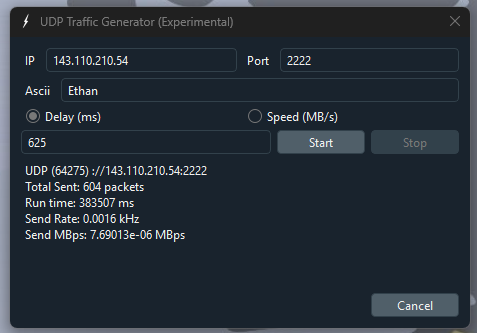 UDP Traffic Generator (Experimental)
IP 143.110.210.54 Port 2222
Ascii Ethan
Delay (ms) Speed (MB/s)
625 Start Stop
UDP (64275) ://143.110.210.54:2222
Total Sent: 604 packets
Run time: 383507 ms
Send Rate: 0.0016 kHz
Send MBps: 7.69013e-06 MBps
Cancel